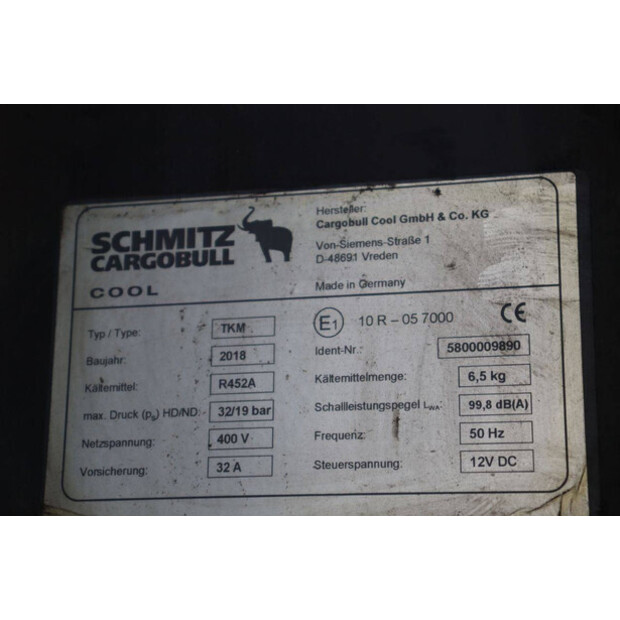 SCHMITZ
CARGOBULL
COOL
Hersteller:
Cargobull Cool GmbH & Co. KG
Von-Siemens-Straße 1
D-48691 Vreden
Made in Germany
Typ / Type: TKM
E1 10 R – 05 7000 CE
Baujahr: 2018
Ident-Nr.: 5800009890
Kältemittel: R452A
Kältemittelmenge: 6,5 kg
max. Druck (ps) HD/ND: 32/19 bar
Schallleistungspegel LWA: 99,8 dB(A)
Netzspannung: 400 V
Frequenz: 50 Hz
Vorsicherung: 32 A
Steuerspannung: 12V DC